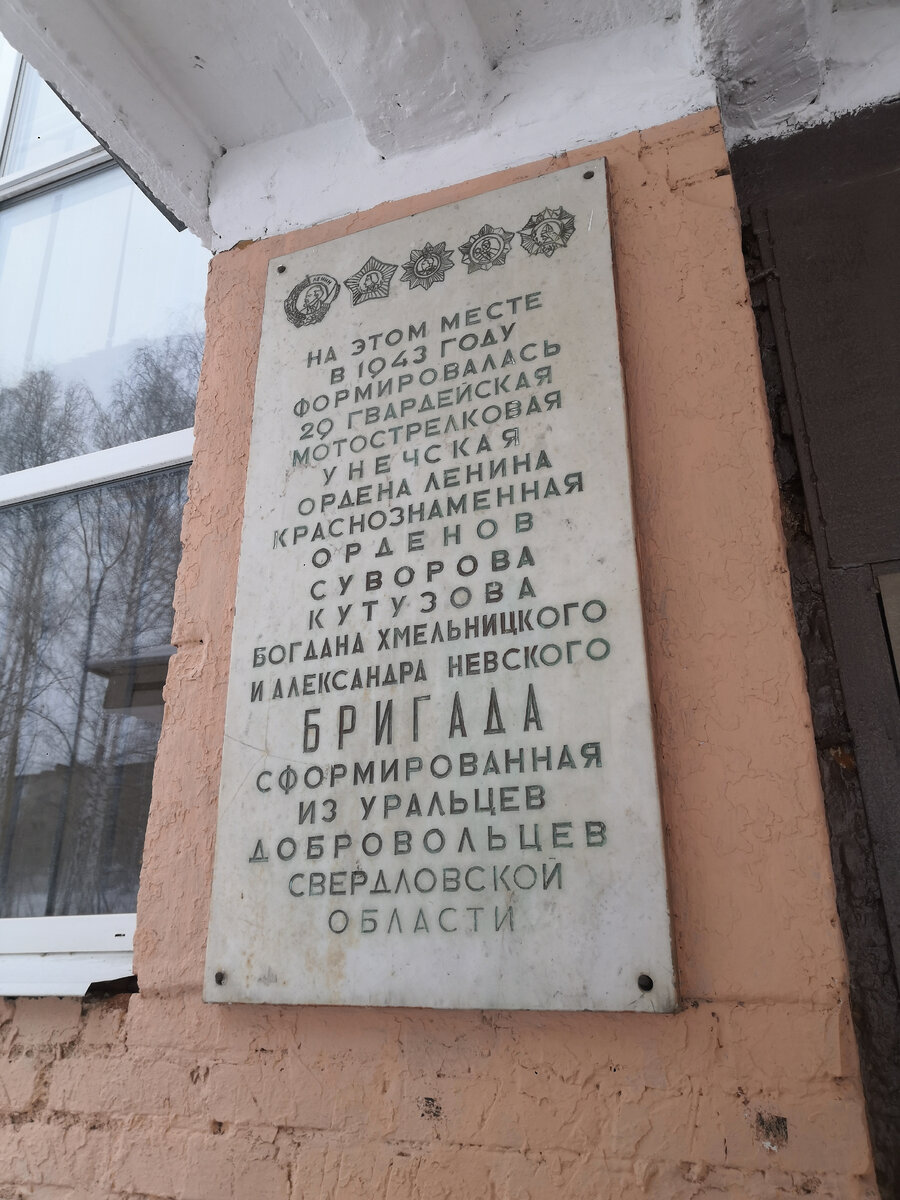 НА ЭТОМ МЕСТЕ
В 1943 ГОДУ
ФОРМИРОВАЛАСЬ
29 ГВАРДЕЙСКАЯ
МОТОСТРЕЛКОВАЯ
УНЕЧСКАЯ
ОРДЕНА ЛЕНИНА
КРАСНОЗНАМЕННАЯ
ОРДЕНОВ
СУВОРОВА
КУТУЗОВА
БОГДАНА ХМЕЛЬНИЦКОГО
И АЛЕКСАНДРА НЕВСКОГО
БРИГАДА
СФОРМИРОВАННАЯ
ИЗ УРАЛЬЦЕВ
ДОБРОВОЛЬЦЕВ
СВЕРДЛОВСКОЙ
ОБЛАСТИ